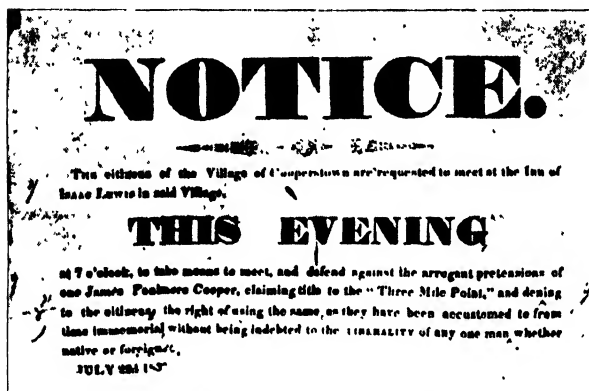 NOTICE.
The citizens of the Village of Cooperstown are requested to meet at the Inn of
Isaac Lewis in said Village,
THIS EVENING
at 7 o'clock, to take means to meet, and defend against the arrogant pretensions of
one James Fenimore Cooper, claiming title to the "Three Mile Point," and denying
to the citizens the right of using the same, as they have been accustomed to from
time immemorial without being indebted to the LIBERALITY of any one man whether
native or foreigner.
JULY